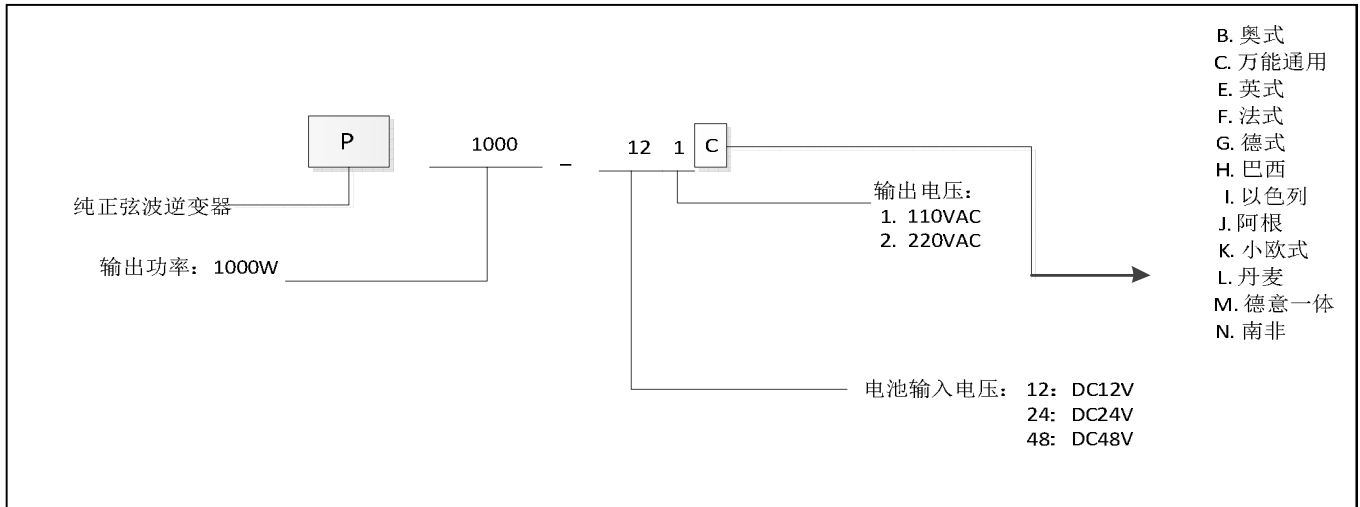 P 1000 – 12 1 C
纯正弦波逆变器
输出功率：1000W
输出电压：
1. 110VAC
2. 220VAC
电池输入电压：12：DC12V
24：DC24V
48：DC48V
B. 奥式
C. 万能通用
E. 英式
F. 法式
G. 德式
H. 巴西
I. 以色列
J. 阿根
K. 小欧式
L. 丹麦
M. 德意一体
N. 南非